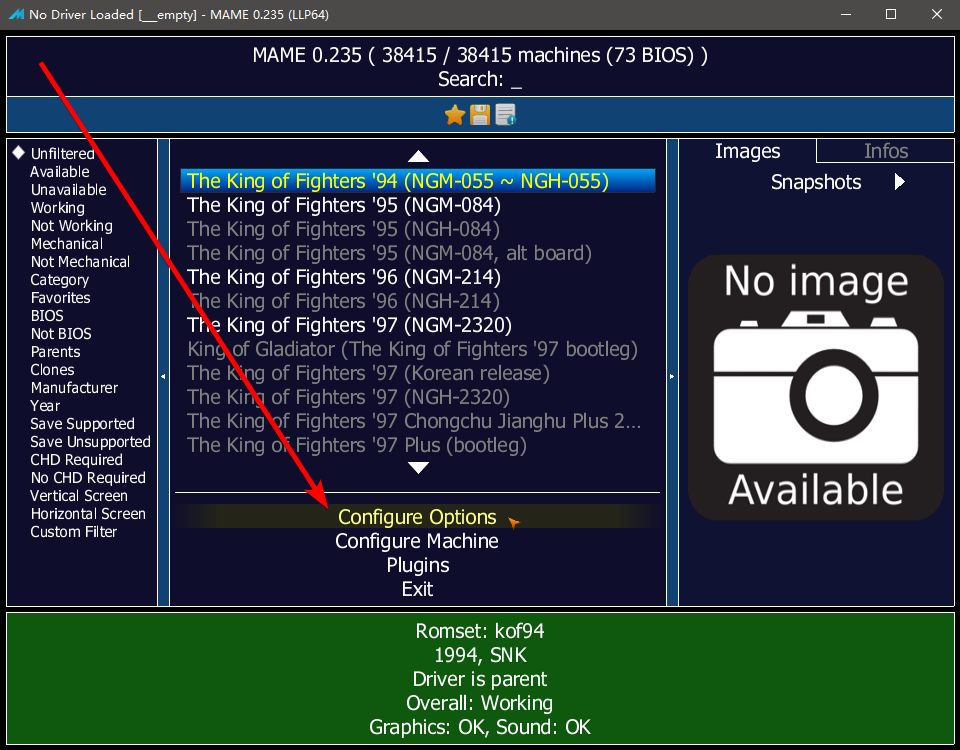 No Driver Loaded [___empty] - MAME 0.235 (LLP64)
MAME 0.235 ( 38415 / 38415 machines (73 BIOS) )
Search: _
Unfiltered
Available
Unavailable
Working
Not Working
Mechanical
Not Mechanical
Category
Favorites
BIOS
Not BIOS
Parents
Clones
Manufacturer
Year
Save Supported
Save Unsupported
CHD Required
No CHD Required
Vertical Screen
Horizontal Screen
Custom Filter
The King of Fighters '94 (NGM-055 ~ NGH-055)
The King of Fighters '95 (NGM-084)
The King of Fighters '95 (NGH-084)
The King of Fighters '95 (NGM-084, alt board)
The King of Fighters '96 (NGM-214)
The King of Fighters '96 (NGH-214)
The King of Fighters '97 (NGM-2320)
King of Gladiator (The King of Fighters '97 bootleg)
The King of Fighters '97 (Korean release)
The King of Fighters '97 (NGH-2320)
The King of Fighters '97 Chongchu Jianghu Plus 2...
The King of Fighters '97 Plus (bootleg)
Configure Options
Configure Machine
Plugins
Exit
Images
Infos
Snapshots
No image
Available
Romset: kof94
1994, SNK
Driver is parent
Overall: Working
Graphics: OK, Sound: OK